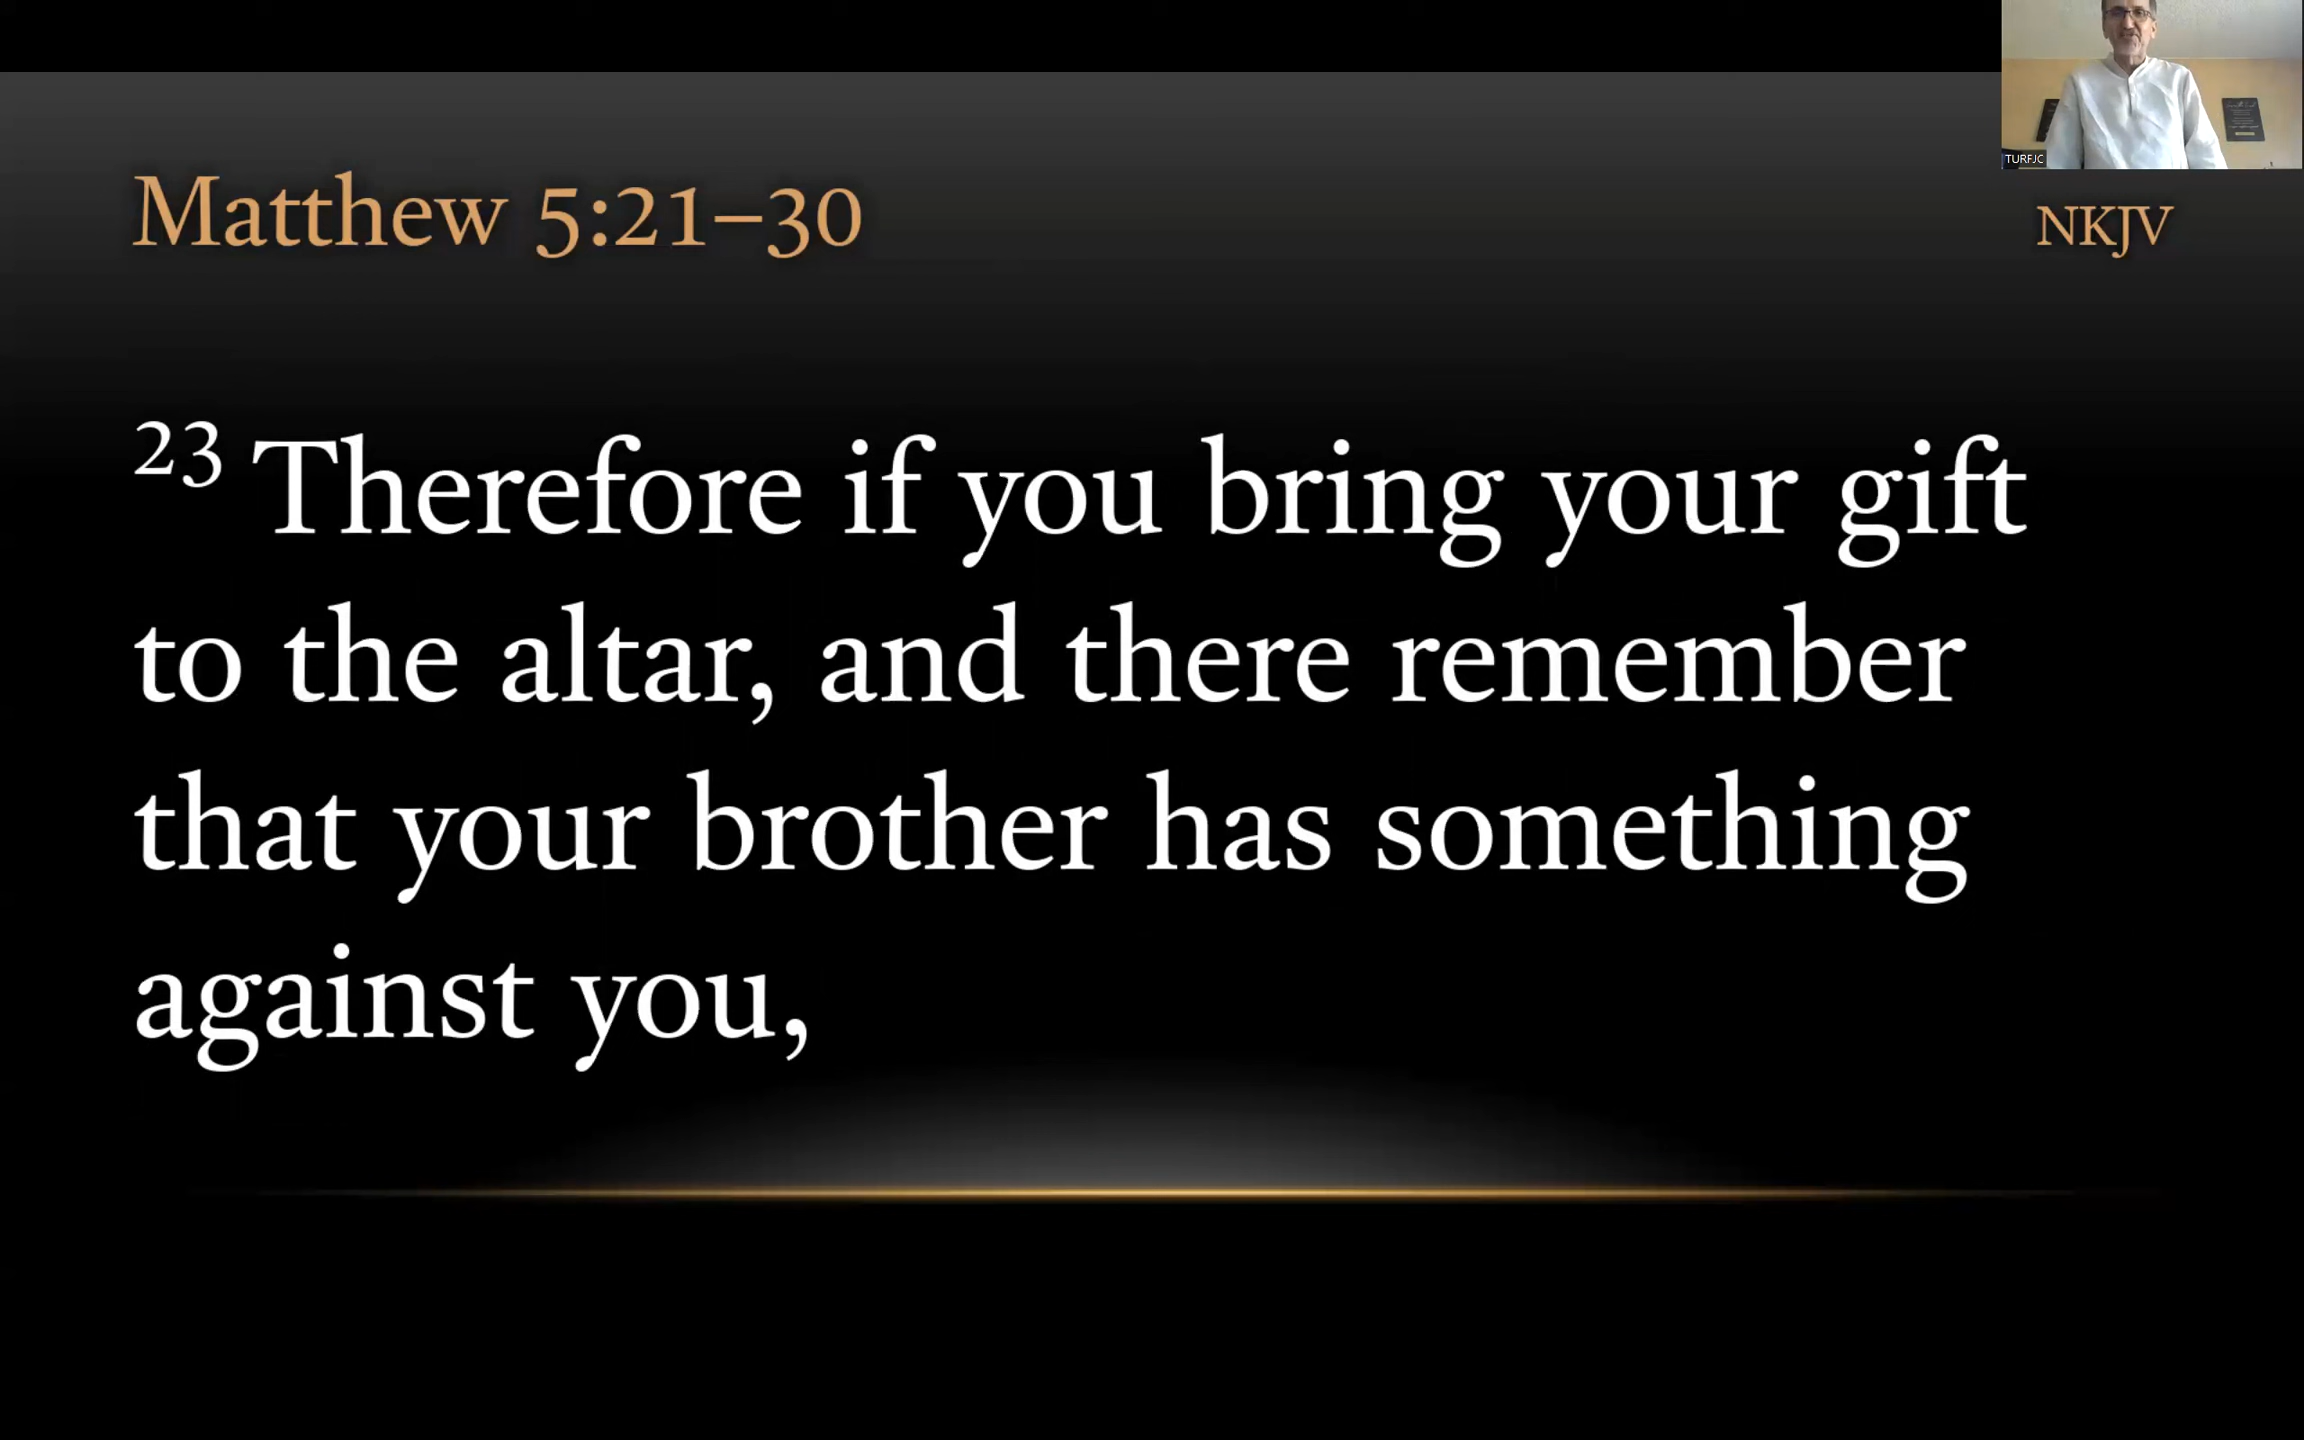 TURFJC
Matthew 5:21–30
NKJV
23 Therefore if you bring your gift
to the altar, and there remember
that your brother has something
against you,